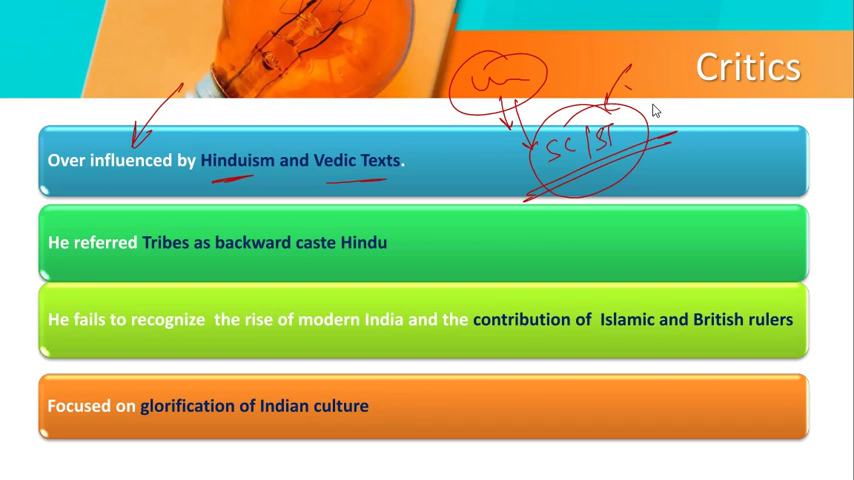 Critics
Over influenced by Hinduism and Vedic Texts.
SC/ST
He referred Tribes as backward caste Hindu
He fails to recognize the rise of modern India and the contribution of Islamic and British rulers
Focused on glorification of Indian culture